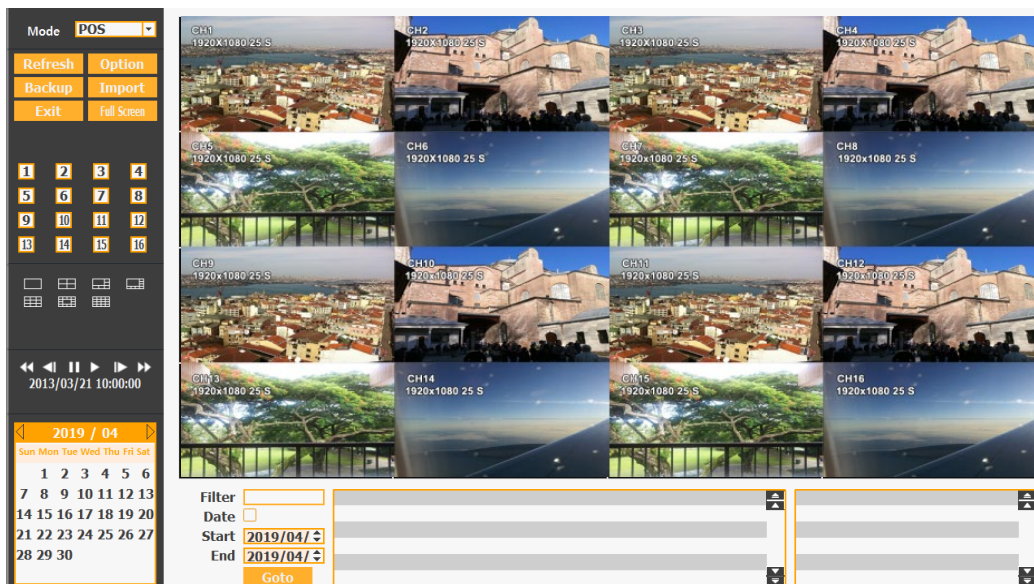 Mode POS
Refresh Option
Backup Import
Exit Full Screen
1 2 3 4
5 6 7 8
9 10 11 12
13 14 15 16
2013/03/21 10:00:00
2019 / 04
Sun Mon Tue Wed Thu Fri Sat
1 2 3 4 5 6
7 8 9 10 11 12 13
14 15 16 17 18 19 20
21 22 23 24 25 26 27
28 29 30
CH1
1920X1080 25 S
CH2
1920X1080 25 S
CH3
1920X1080 25 S
CH4
1920X1080 25 S
CH5
1920X1080 25 S
CH6
1920X1080 25 S
CH7
1920X1080 25 S
CH8
1920x1080 25 S
CH9
1920x1080 25 S
CH10
1920x1080 25 S
CH11
1920x1080 25 S
CH12
1920x1080 25 S
CH13
1920x1080 25 S
CH14
1920x1080 25 S
CH15
1920x1080 25 S
CH16
1920x1080 25 S
Filter
Date
Start 2019/04/
End 2019/04/
Goto